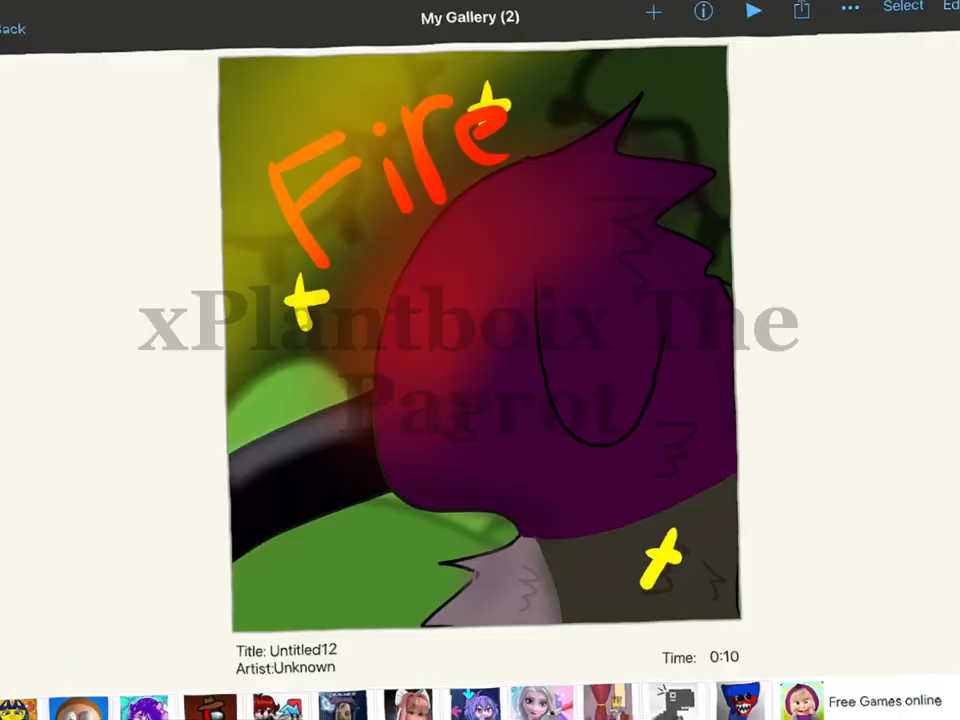 Back
My Gallery (2)
Select
Ed
Fire
xPlantboix The
Parrot
Title: Untitled12
Artist:Unknown
Time: 0:10
Free Games online